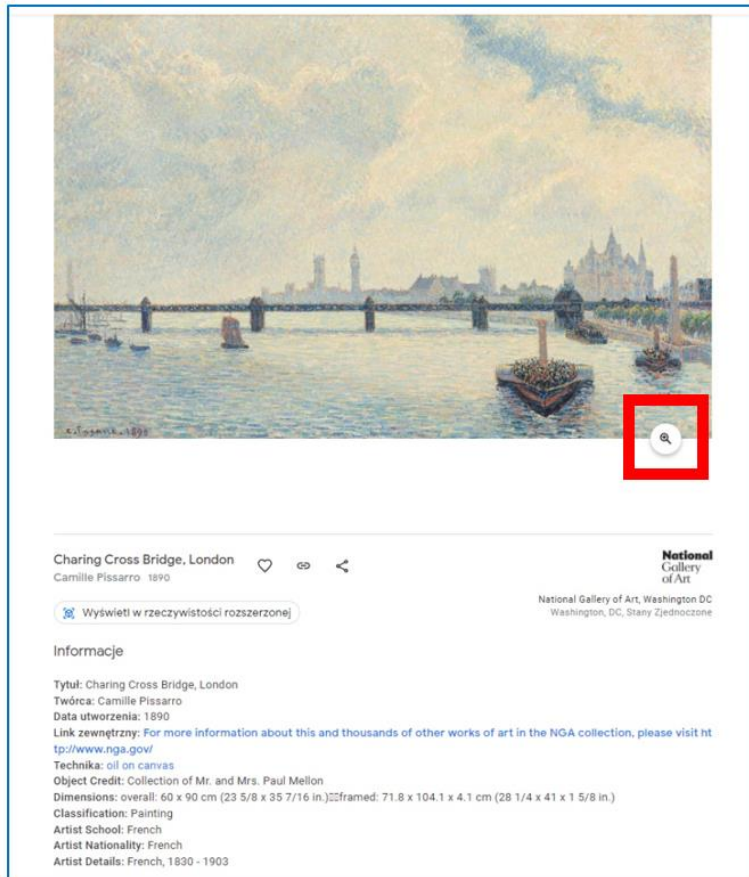 C. Pissarro. 1890
Charing Cross Bridge, London
Camille Pissarro 1890
National
Gallery
of Art
National Gallery of Art, Washington DC
Washington, DC, Stany Zjednoczone
Wyświetl w rzeczywistości rozszerzonej
Informacje
Tytuł: Charing Cross Bridge, London
Twórca: Camille Pissarro
Data utworzenia: 1890
Link zewnętrzny: For more information about this and thousands of other works of art in the NGA collection, please visit ht
tp://www.nga.gov/
Technika: oil on canvas
Object Credit: Collection of Mr. and Mrs. Paul Mellon
Dimensions: overall: 60 x 90 cm (23 5/8 x 35 7/16 in.)▯▯framed: 71.8 x 104.1 x 4.1 cm (28 1/4 x 41 x 1 5/8 in.)
Classification: Painting
Artist School: French
Artist Nationality: French
Artist Details: French, 1830 - 1903